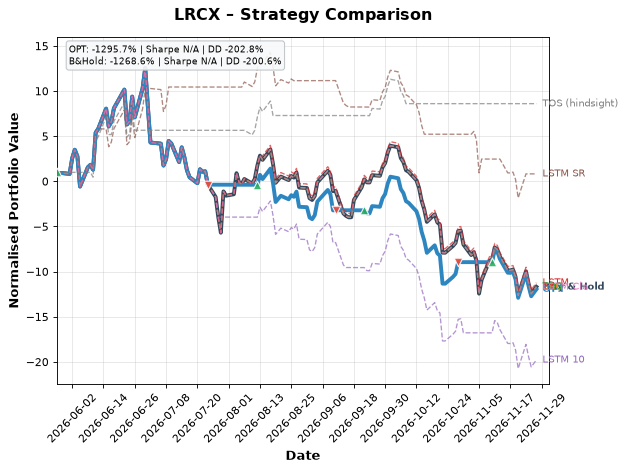 LRCX – Strategy Comparison
OPT: -1295.7% | Sharpe N/A | DD -202.8%
B&Hold: -1268.6% | Sharpe N/A | DD -200.6%
Normalised Portfolio Value
15
10
5
0
−5
−10
−15
−20
TOS (hindsight)
LSTM SR
LSTM
Hold
LSTM 10
2026-06-02
2026-06-14
2026-06-26
2026-07-08
2026-07-20
2026-08-01
2026-08-13
2026-08-25
2026-09-06
2026-09-18
2026-09-30
2026-10-12
2026-10-24
2026-11-05
2026-11-17
2026-11-29
Date